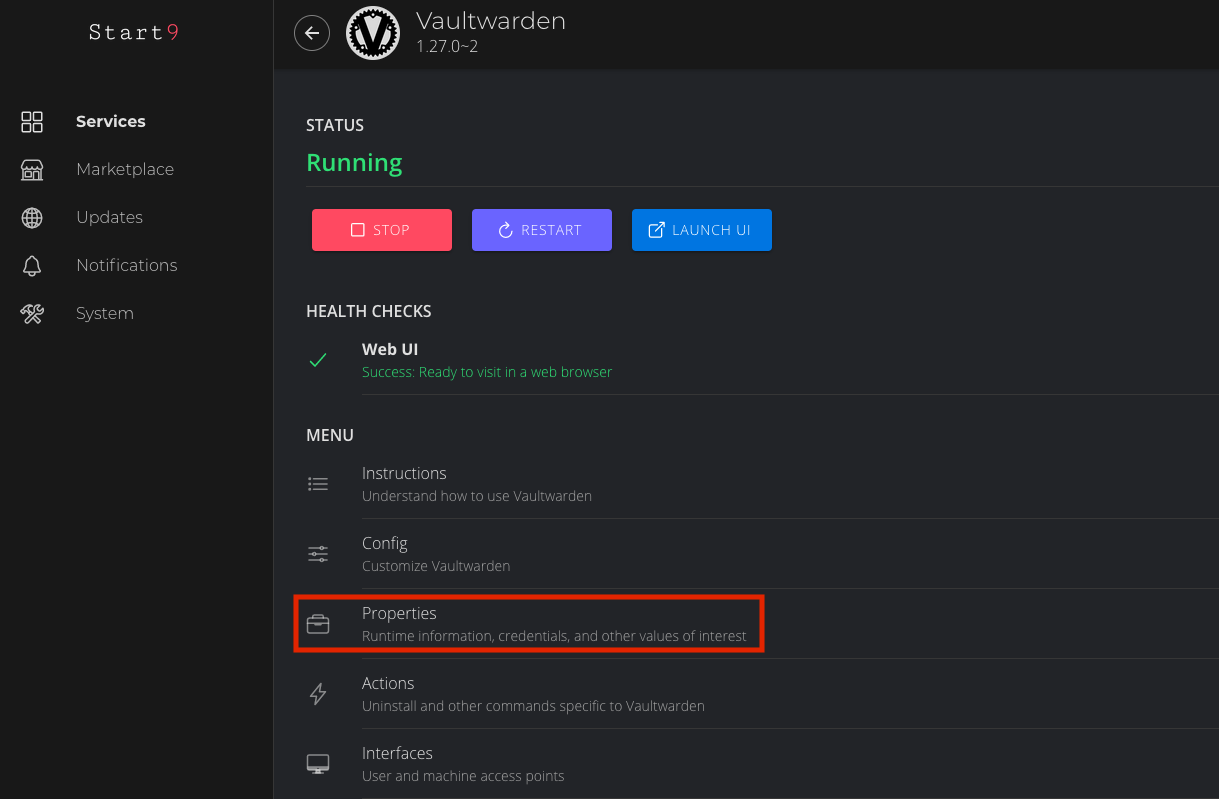 Start9
Services
Marketplace
Updates
Notifications
System
Vaultwarden
1.27.0~2
STATUS
Running
STOP
RESTART
LAUNCH UI
HEALTH CHECKS
Web UI
Success: Ready to visit in a web browser
MENU
Instructions
Understand how to use Vaultwarden
Config
Customize Vaultwarden
Properties
Runtime information, credentials, and other values of interest
Actions
Uninstall and other commands specific to Vaultwarden
Interfaces
User and machine access points